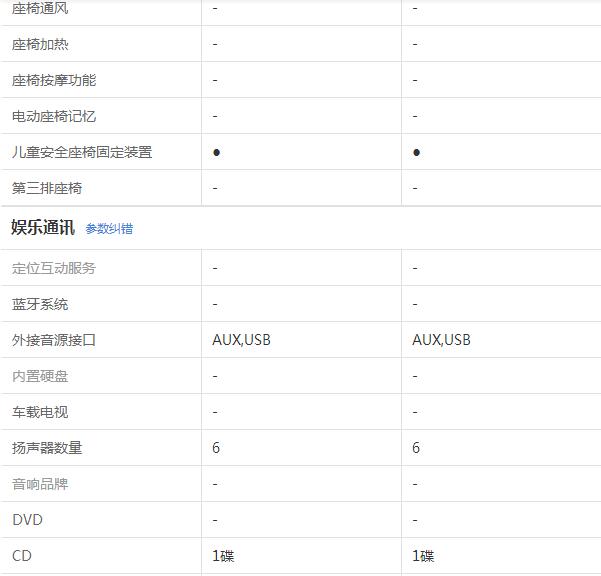 座椅通风 - -
座椅加热 - -
座椅按摩功能 - -
电动座椅记忆 - -
儿童安全座椅固定装置 ● ●
第三排座椅 - -
娱乐通讯 参数纠错
定位互动服务 - -
蓝牙系统 - -
外接音源接口 AUX,USB AUX,USB
内置硬盘 - -
车载电视 - -
扬声器数量 6 6
音响品牌 - -
DVD - -
CD 1碟 1碟